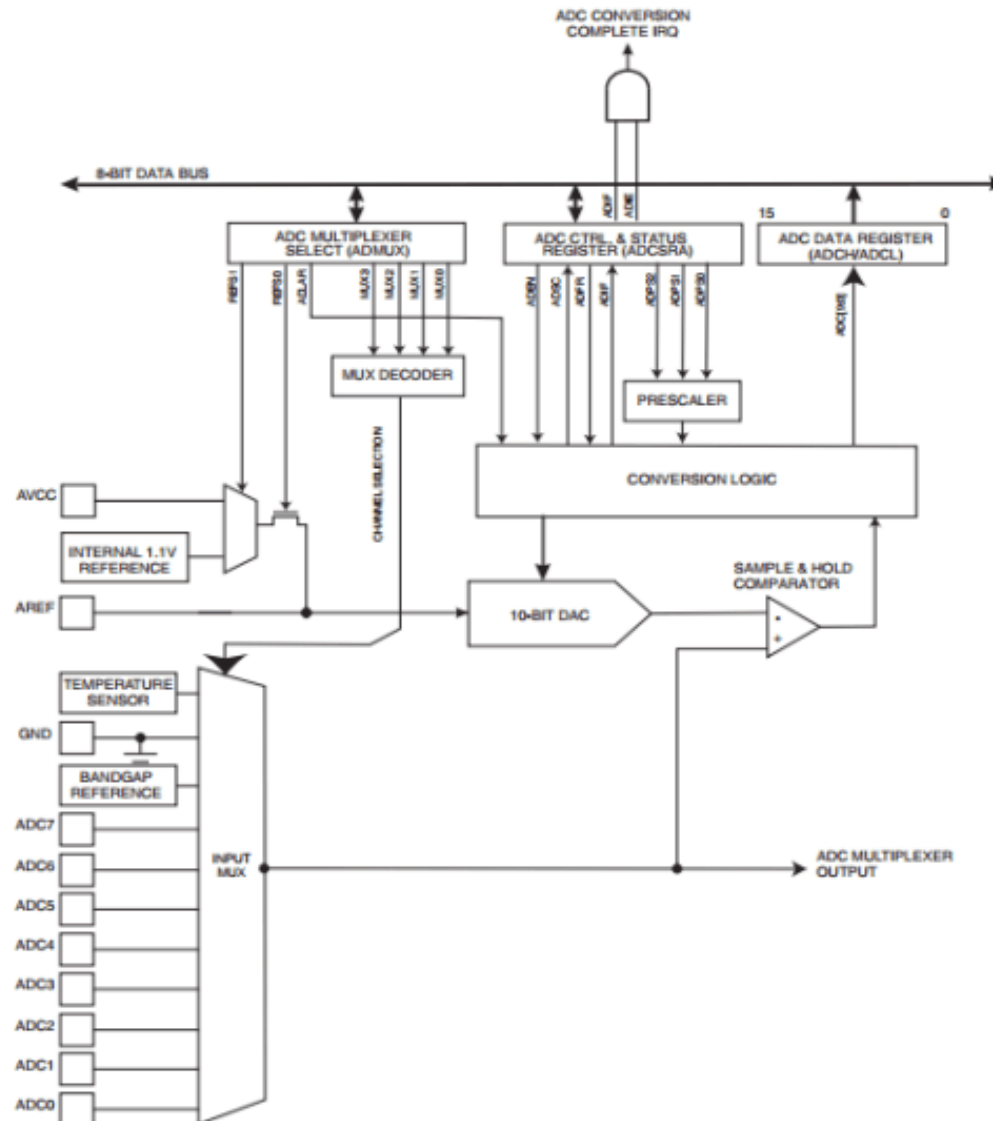 ADC CONVERSION
COMPLETE IRQ
8-BIT DATA BUS
ADIF
ADIE
15
0
ADC MULTIPLEXER
SELECT (ADMUX)
ADC CTRL. & STATUS
REGISTER (ADCSRA)
ADC DATA REGISTER
(ADCH/ADCL)
REFS1
REFS0
ADLAR
MUX3
MUX2
MUX1
MUX0
ADEN
ADSC
ADFR
ADIF
ADPS2
ADPS1
ADPS0
ADC[9:0]
MUX DECODER
PRESCALER
CHANNEL SELECTION
CONVERSION LOGIC
AVCC
INTERNAL 1.1V
REFERENCE
SAMPLE & HOLD
COMPARATOR
AREF
10-BIT DAC
-
+
TEMPERATURE
SENSOR
GND
BANDGAP
REFERENCE
ADC7
ADC6
INPUT
MUX
ADC MULTIPLEXER
OUTPUT
ADC5
ADC4
ADC3
ADC2
ADC1
ADC0